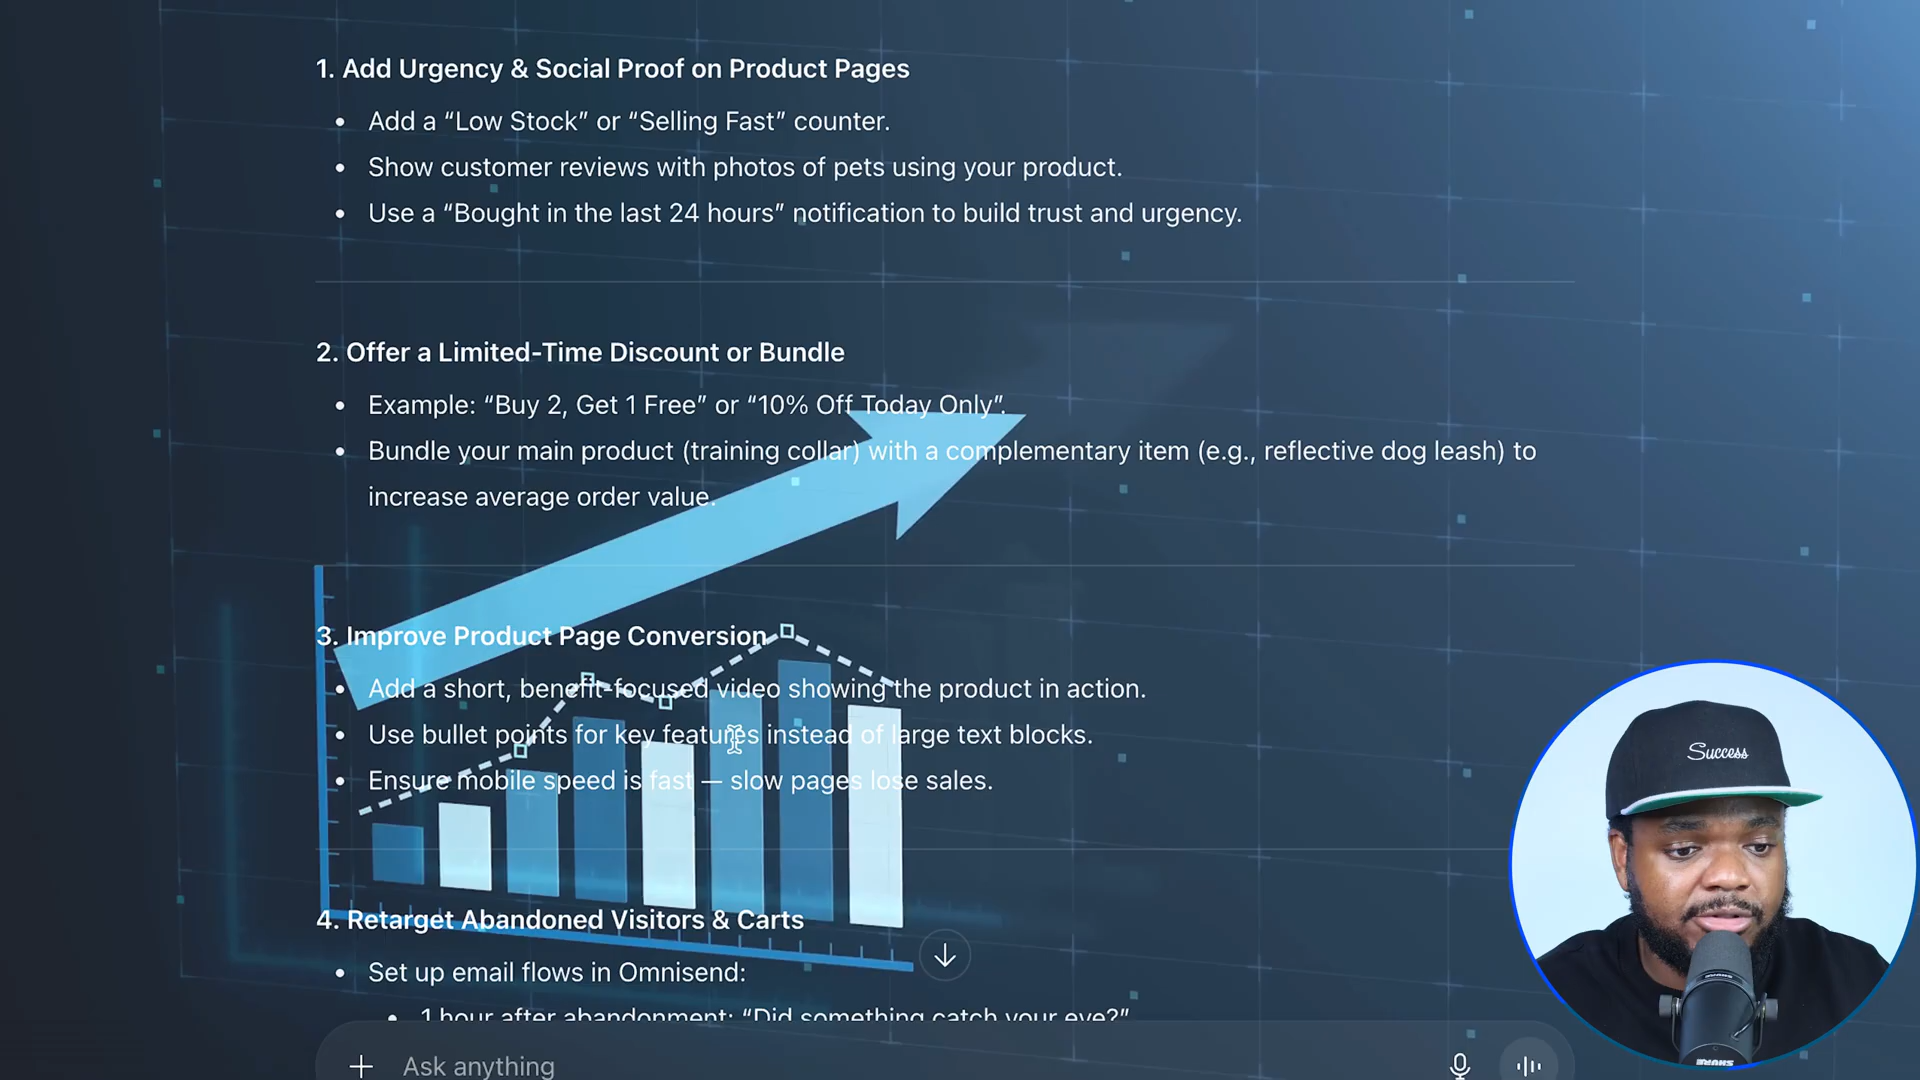 1. Add Urgency & Social Proof on Product Pages
• Add a “Low Stock” or “Selling Fast” counter.
• Show customer reviews with photos of pets using your product.
• Use a “Bought in the last 24 hours” notification to build trust and urgency.
2. Offer a Limited-Time Discount or Bundle
• Example: “Buy 2, Get 1 Free” or “10% Off Today Only”.
• Bundle your main product (training collar) with a complementary item (e.g., reflective dog leash) to
increase average order value.
3. Improve Product Page Conversion
• Add a short, benefit-focused video showing the product in action.
• Use bullet points for key features instead of large text blocks.
• Ensure mobile speed is fast — slow pages lose sales.
4. Retarget Abandoned Visitors & Carts
• Set up email flows in Omnisend:
• 1 hour after abandonment: “Did something catch your eye?”
Ask anything
Success